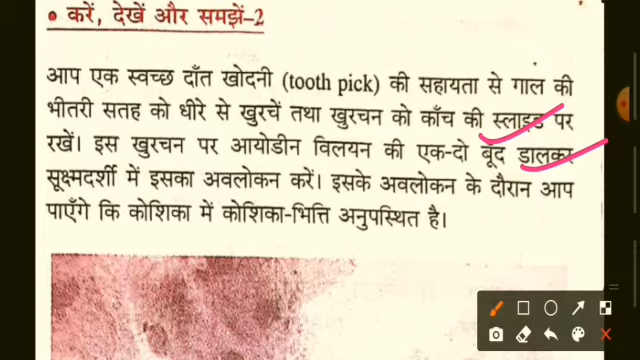 • करें, देखें और समझें–2
आप एक स्वच्छ दाँत खोदनी (tooth pick) की सहायता से गाल की
भीतरी सतह को धीरे से खुरचें तथा खुरचन को काँच की स्लाइड पर
रखें। इस खुरचन पर आयोडीन विलयन की एक-दो बूंद डालकर
सूक्ष्मदर्शी में इसका अवलोकन करें। इसके अवलोकन के दौरान आप
पाएँगे कि कोशिका में कोशिका-भित्ति अनुपस्थित है।